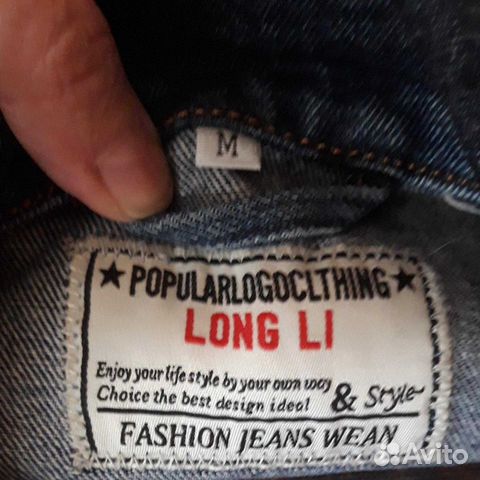 M
★ POPULARLOGOCLTHING ★
LONG LI
Enjoy your life style by your own way
Choice the best design ideal & Style
FASHION JEANS WEAN
Avito